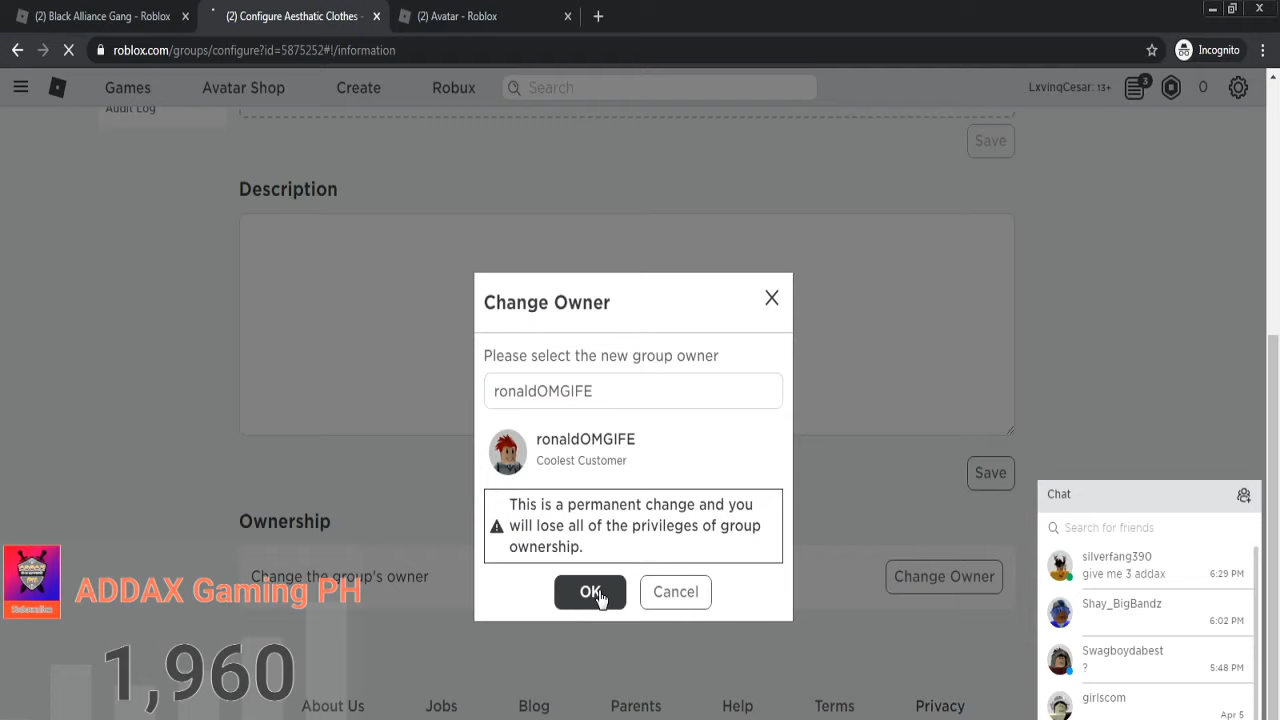 (2) Black Alliance Gang - Roblox
(2) Configure Aesthatic Clothes -
(2) Avatar - Roblox
roblox.com/groups/configure?id=5875252#!/information
Incognito
Games
Avatar Shop
Create
Robux
Search
LxvinqCesar: 13+
3
0
Audit Log
Save
Description
Change Owner
Please select the new group owner
ronaldOMGIFE
ronaldOMGIFE
Coolest Customer
This is a permanent change and you
will lose all of the privileges of group
ownership.
OK
Cancel
Save
Ownership
Change the group's owner
Change Owner
ADDAX Gaming PH
1,960
Chat
Search for friends
silverfang390
give me 3 addax
6:29 PM
Shay_BigBandz
6:02 PM
Swagboydabest
?
5:48 PM
girlscom
Apr 5
About Us
Jobs
Blog
Parents
Help
Terms
Privacy